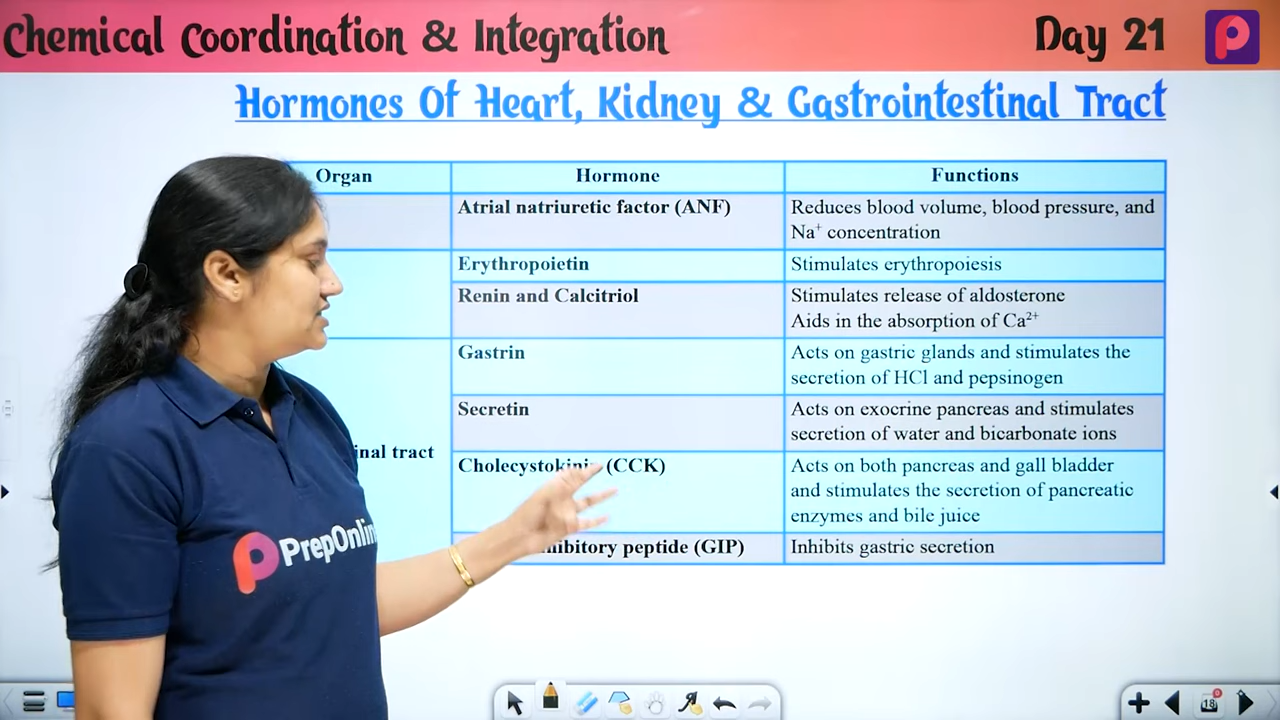 Chemical Coordination & Integration
Day 21
Hormones Of Heart, Kidney & Gastrointestinal Tract
Organ
Hormone
Functions
Atrial natriuretic factor (ANF)
Reduces blood volume, blood pressure, and
Na⁺ concentration
Erythropoietin
Stimulates erythropoiesis
Renin and Calcitriol
Stimulates release of aldosterone
Aids in the absorption of Ca²⁺
Gastrin
Acts on gastric glands and stimulates the
secretion of HCl and pepsinogen
Secretin
Acts on exocrine pancreas and stimulates
secretion of water and bicarbonate ions
inal tract
Cholecystokinin (CCK)
Acts on both pancreas and gall bladder
and stimulates the secretion of pancreatic
enzymes and bile juice
hibitory peptide (GIP)
Inhibits gastric secretion
PrepOnlin
18